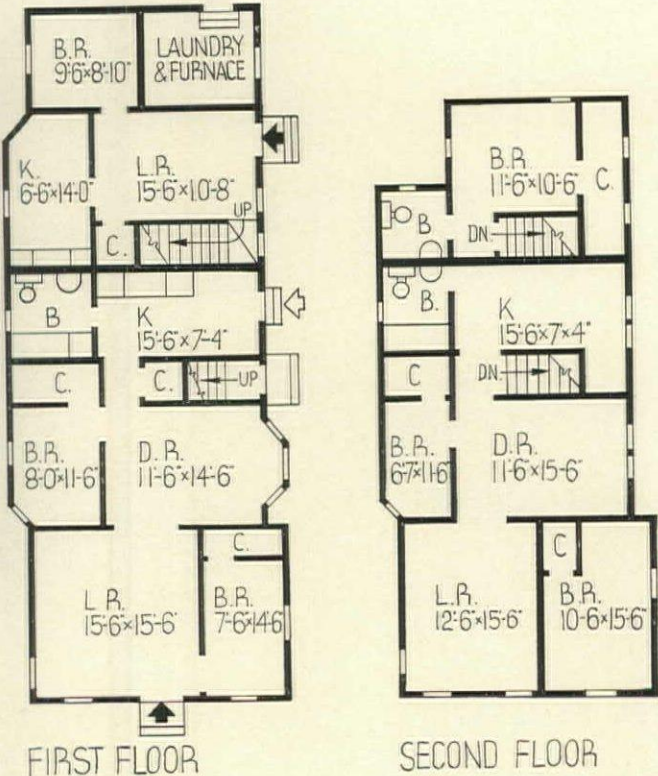 B.R.
9'-6"×8'-10"
LAUNDRY
& FURNACE
K.
6'-6"×14'-0"
L.R.
15'-6"×10'-8"
UP
C.
B
K
15'-6"×7'-4"
C.
C.
UP
B.R.
8'-0"×11'-6"
D.R.
11'-6"×14'-6"
C.
L.R.
15'-6"×15'-6"
B.R.
7'-6"×14'-6"
FIRST FLOOR
B.R.
11'-6"×10'-6"
C.
B
DN.
B.
K
15'-6"×7'×4"
C
DN.
B.R.
6'-7"×11'-6"
D.R.
11'-6"×15'-6"
C
L.R.
12'-6"×15'-6"
B.R.
10'-6"×15'-6"
SECOND FLOOR